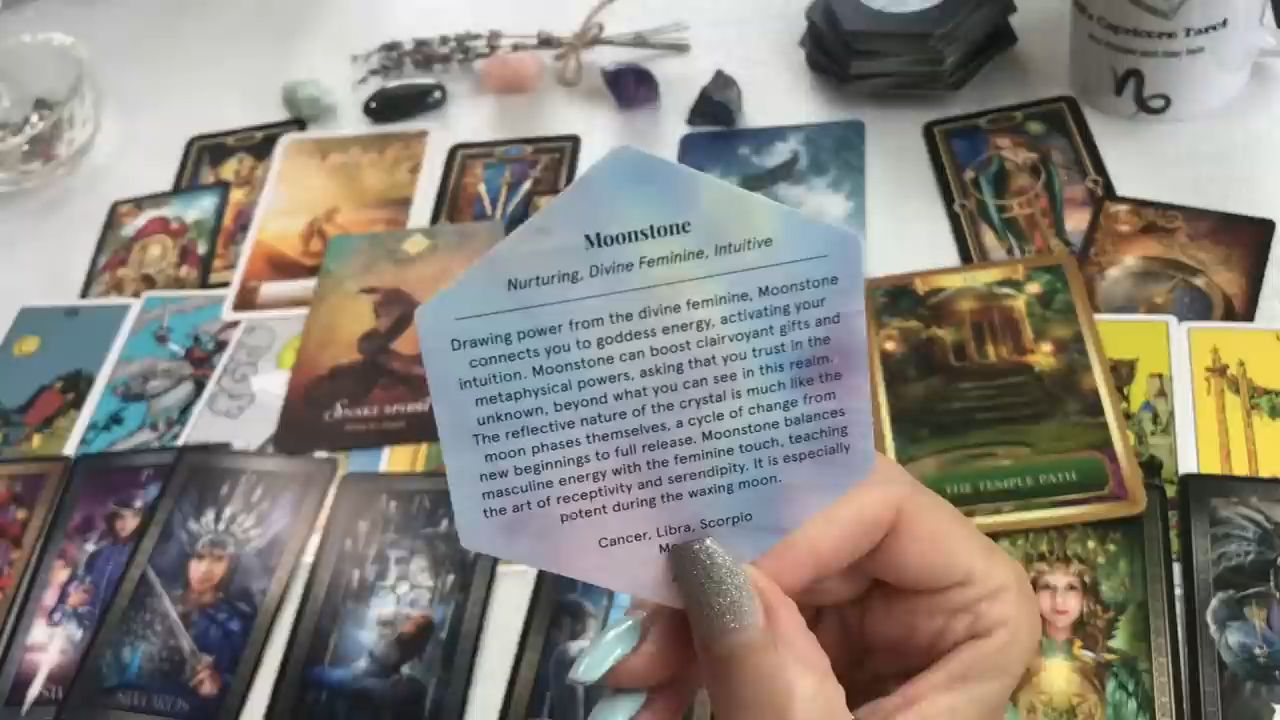 Capricorn Tarot
Moonstone
Nurturing, Divine Feminine, Intuitive
Drawing power from the divine feminine, Moonstone
connects you to goddess energy, activating your
intuition. Moonstone can boost clairvoyant gifts and
metaphysical powers, asking that you trust in the
unknown, beyond what you can see in this realm.
The reflective nature of the crystal is much like the
moon phases themselves, a cycle of change from
new beginnings to full release. Moonstone balances
masculine energy with the feminine touch, teaching
the art of receptivity and serendipity. It is especially
potent during the waxing moon.
Cancer, Libra, Scorpio
SNAKE SPIRIT
THE TEMPLE PATH